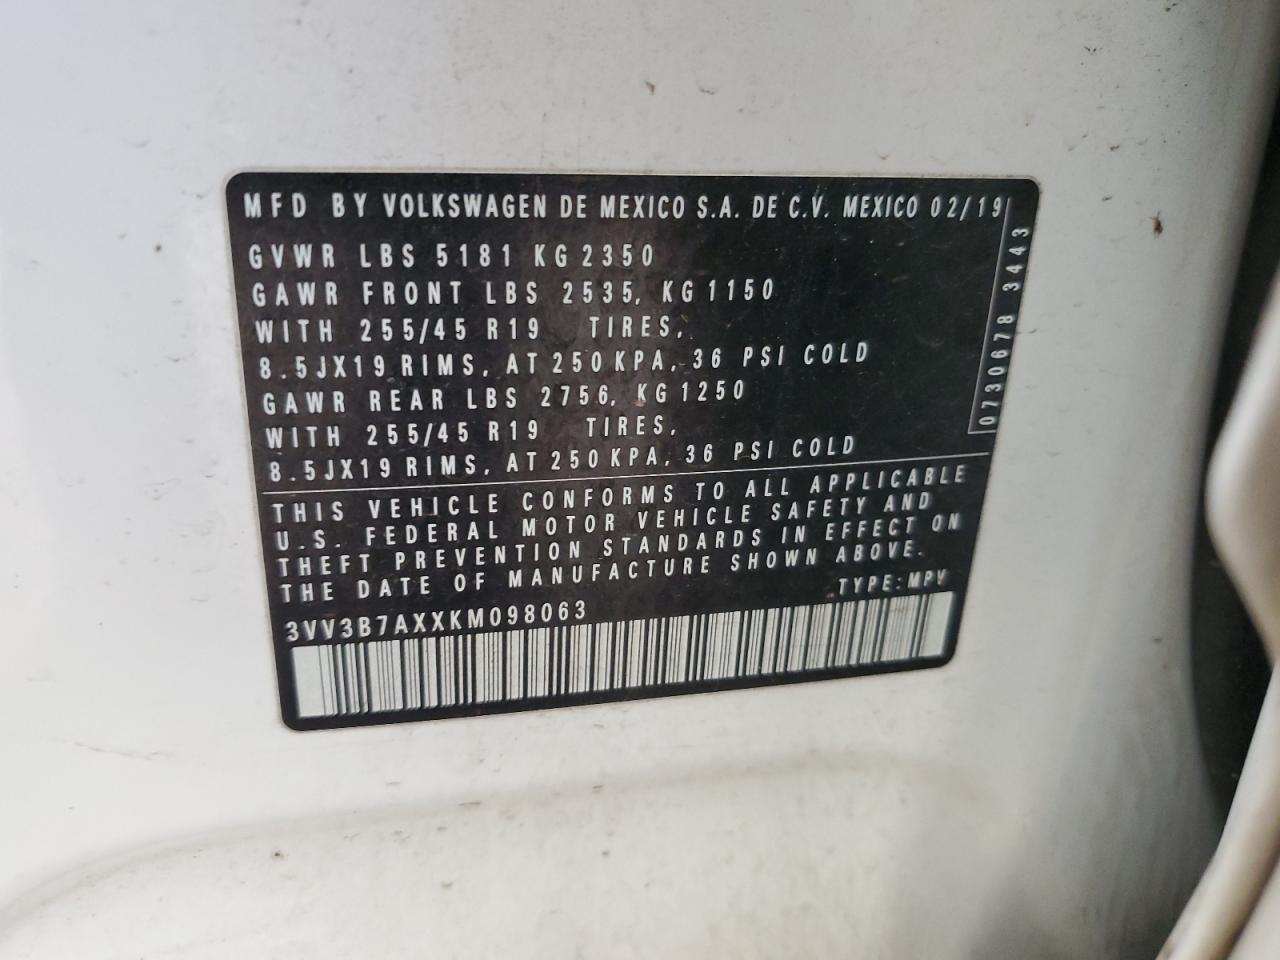 MFD BY VOLKSWAGEN DE MEXICO S.A. DE C.V. MEXICO 02/19
GVWR LBS 5181 KG 2350
GAWR FRONT LBS 2535, KG 1150
WITH 255/45 R19 TIRES,
8.5JX19 RIMS, AT 250 KPA, 36 PSI COLD
GAWR REAR LBS 2756, KG 1250
WITH 255/45 R19 TIRES,
8.5JX19 RIMS, AT 250 KPA, 36 PSI COLD
0730678 3443
THIS VEHICLE CONFORMS TO ALL APPLICABLE
U.S. FEDERAL MOTOR VEHICLE SAFETY AND
THEFT PREVENTION STANDARDS IN EFFECT ON
THE DATE OF MANUFACTURE SHOWN ABOVE.
TYPE: MPV
3VV3B7AXXKM098063